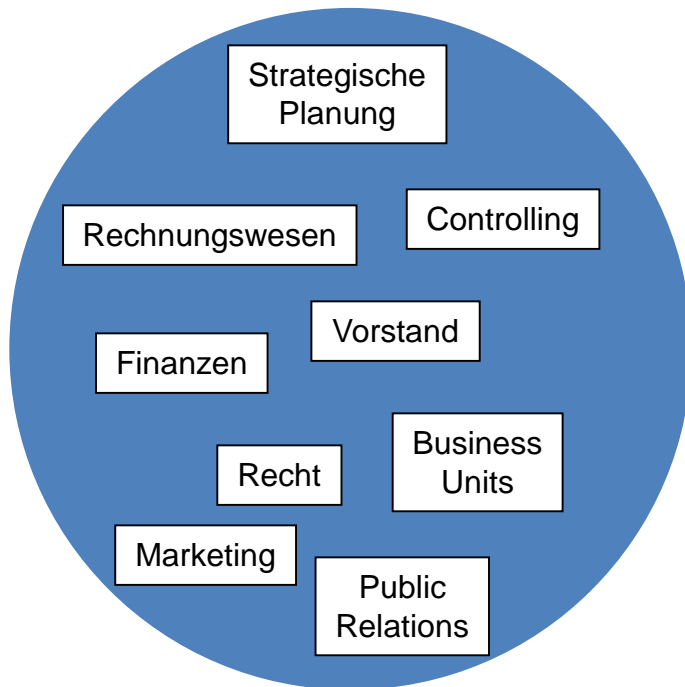 Strategische
Planung
Rechnungswesen
Controlling
Vorstand
Finanzen
Business
Units
Recht
Marketing
Public
Relations